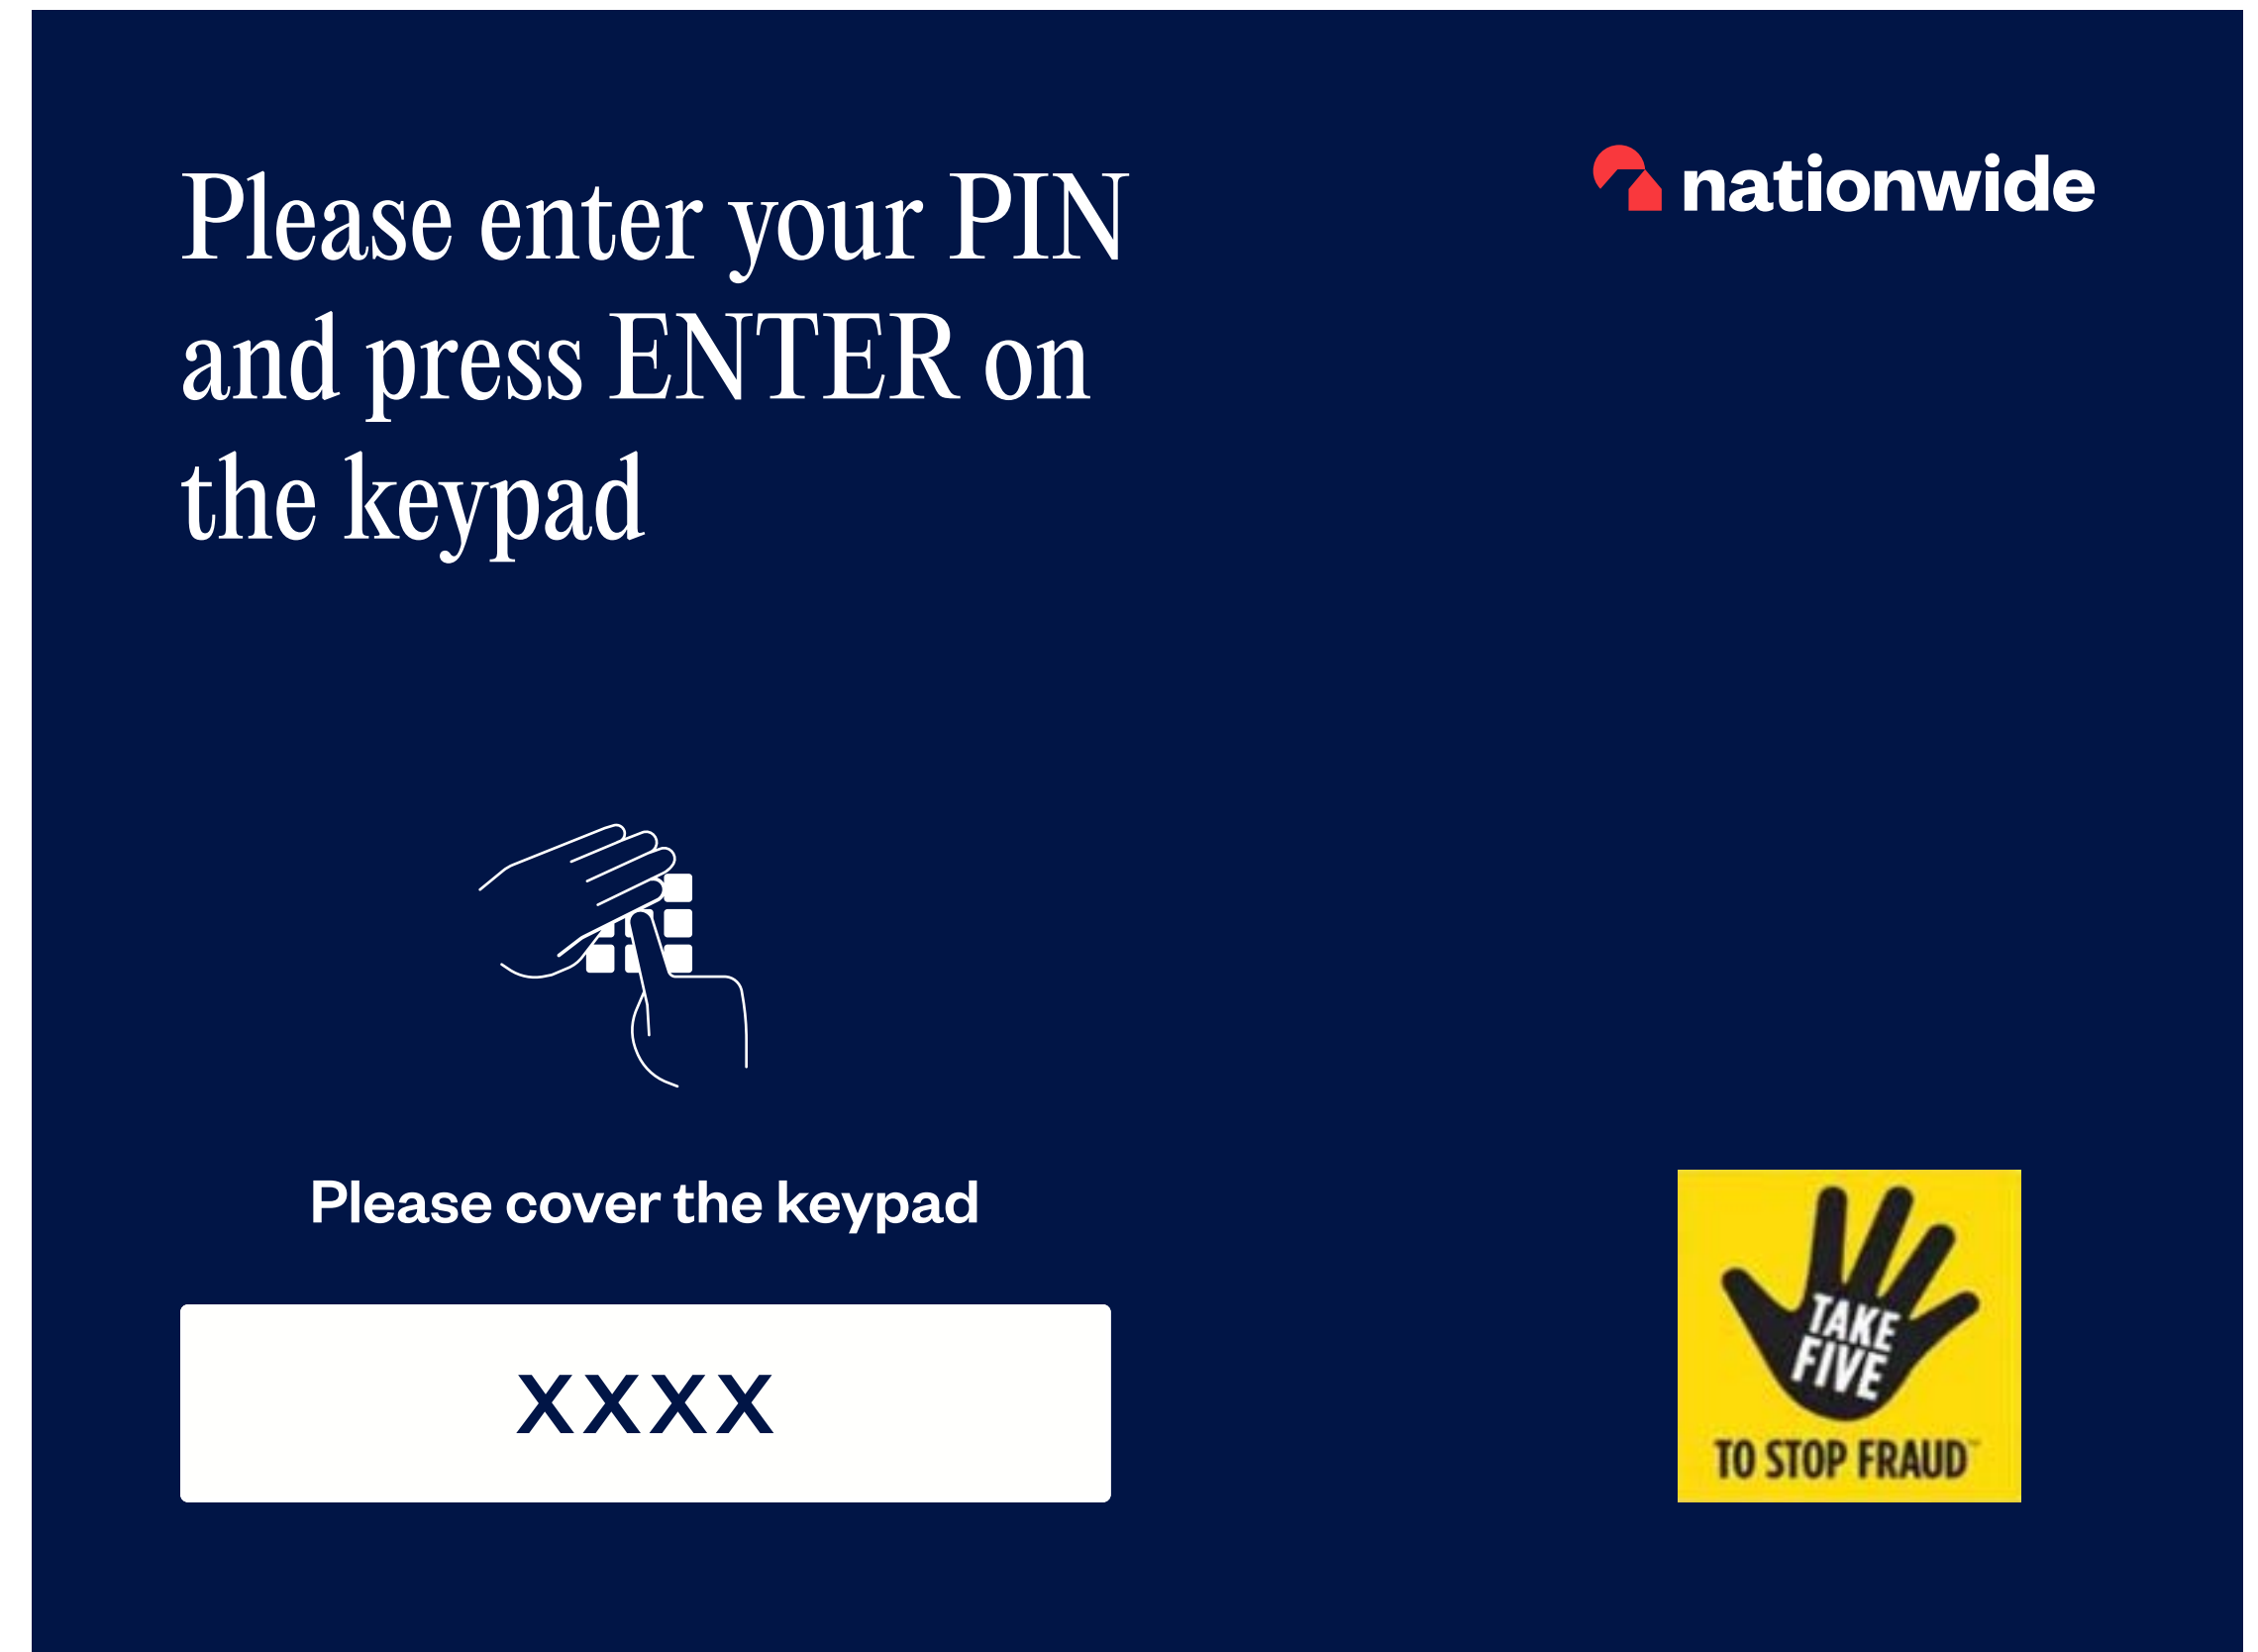 Please enter your PIN
and press ENTER on
the keypad
nationwide
Please cover the keypad
XXXX
TAKE
FIVE
TO STOP FRAUD™